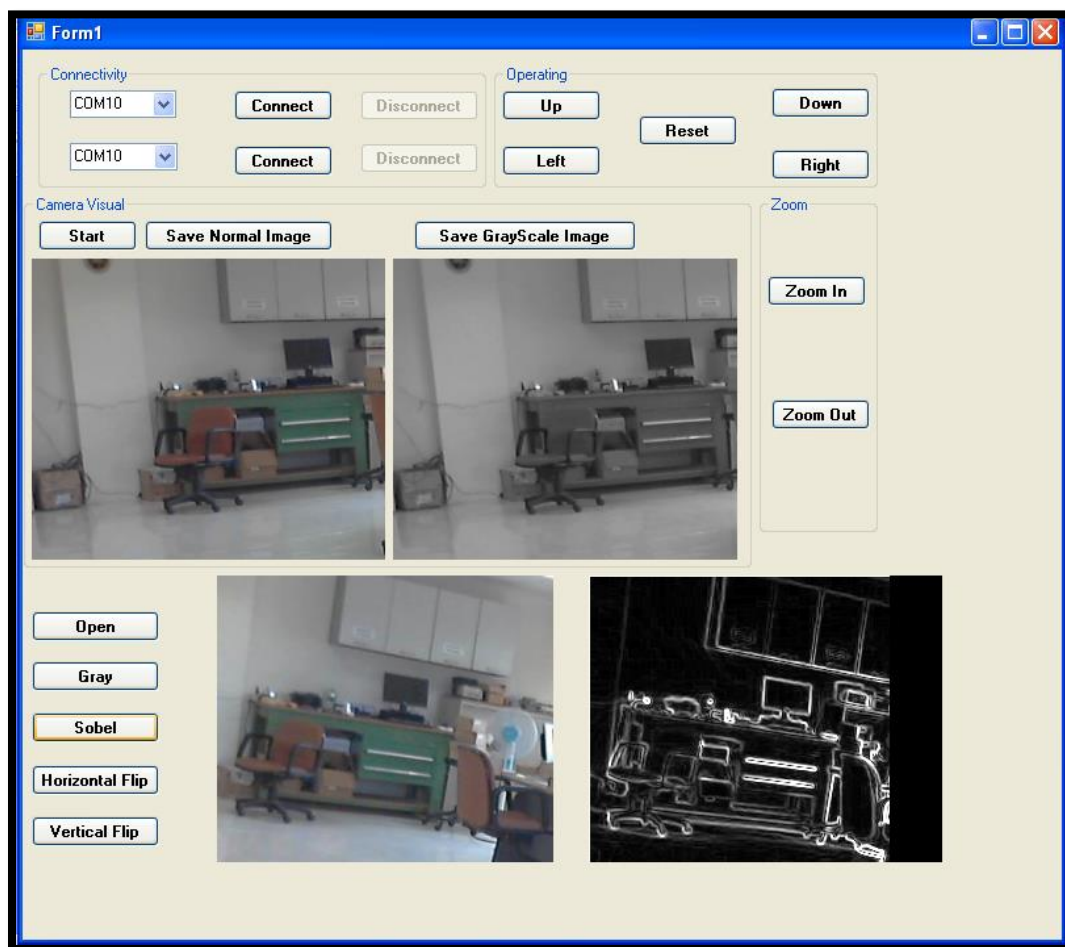 Form1
Connectivity
COM10 Connect Disconnect
COM10 Connect Disconnect
Operating
Up Down
Reset
Left Right
Camera Visual
Start Save Normal Image Save GrayScale Image
Zoom
Zoom In
Zoom Out
Open
Gray
Sobel
Horizontal Flip
Vertical Flip